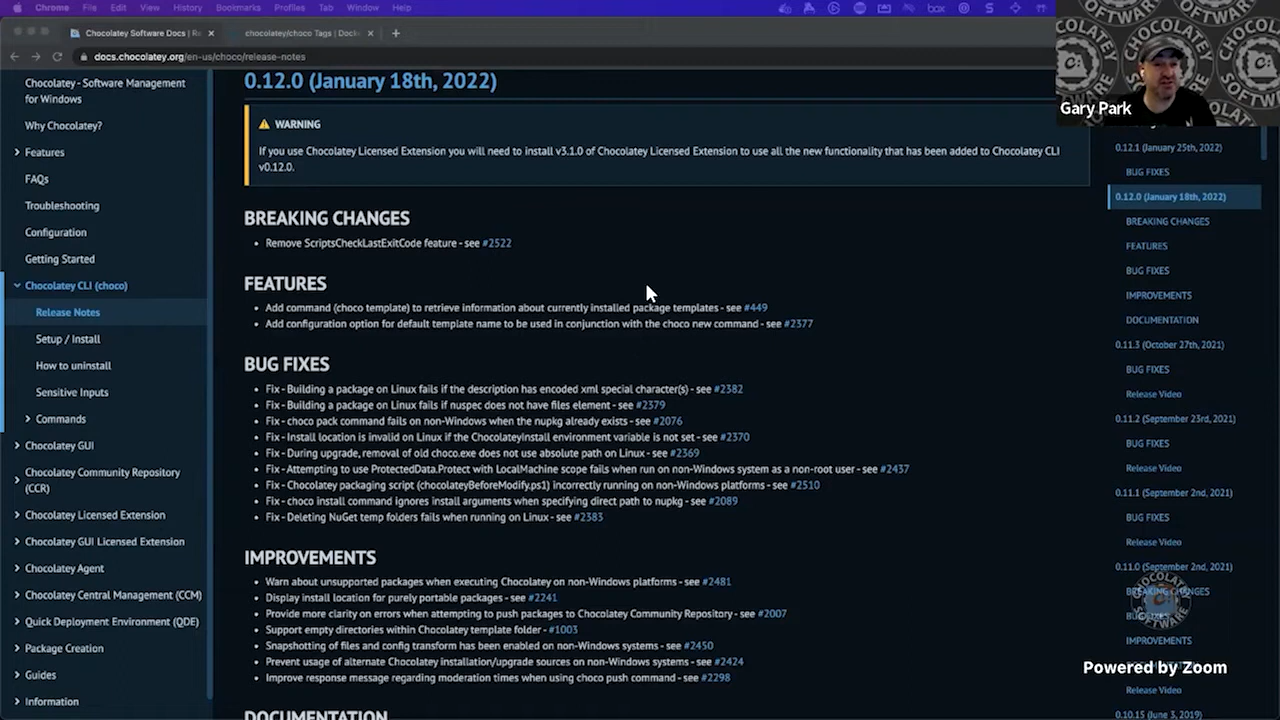 Chrome File Edit View History Bookmarks Profiles Tab Window Help
box
Chocolatey Software Docs | Re
chocolatey/choco Tags | Dock
docs.chocolatey.org/en-us/choco/release-notes
CHOCOLATEY SOFTWARE
Gary Park
Chocolatey - Software Management
for Windows
Why Chocolatey?
Features
FAQs
Troubleshooting
Configuration
Getting Started
Chocolatey CLI (choco)
Release Notes
Setup / Install
How to uninstall
Sensitive Inputs
Commands
Chocolatey GUI
Chocolatey Community Repository
(CCR)
Chocolatey Licensed Extension
Chocolatey GUI Licensed Extension
Chocolatey Agent
Chocolatey Central Management (CCM)
Quick Deployment Environment (QDE)
Package Creation
Guides
Information
0.12.0 (January 18th, 2022)
WARNING
If you use Chocolatey Licensed Extension you will need to install v3.1.0 of Chocolatey Licensed Extension to use all the new functionality that has been added to Chocolatey CLI
v0.12.0.
BREAKING CHANGES
• Remove ScriptsCheckLastExitCode feature - see #2522
FEATURES
• Add command (choco template) to retrieve information about currently installed package templates - see #449
• Add configuration option for default template name to be used in conjunction with the choco new command - see #2377
BUG FIXES
• Fix - Building a package on Linux fails if the description has encoded xml special character(s) - see #2382
• Fix - Building a package on Linux fails if nuspec does not have files element - see #2379
• Fix - choco pack command fails on non-Windows when the nupkg already exists - see #2076
• Fix - Install location is invalid on Linux if the ChocolateyInstall environment variable is not set - see #2370
• Fix - During upgrade, removal of old choco.exe does not use absolute path on Linux - see #2369
• Fix - Attempting to use ProtectedData.Protect with LocalMachine scope fails when run on non-Windows system as a non-root user - see #2437
• Fix - Chocolatey packaging script (chocolateyBeforeModify.ps1) incorrectly running on non-Windows platforms - see #2510
• Fix - choco install command ignores install arguments when specifying direct path to nupkg - see #2089
• Fix - Deleting NuGet temp folders fails when running on Linux - see #2383
IMPROVEMENTS
• Warn about unsupported packages when executing Chocolatey on non-Windows platforms - see #2481
• Display install location for purely portable packages - see #2241
• Provide more clarity on errors when attempting to push packages to Chocolatey Community Repository - see #2007
• Support empty directories within Chocolatey template folder - #1003
• Snapshotting of files and config transform has been enabled on non-Windows systems - see #2450
• Prevent usage of alternate Chocolatey installation/upgrade sources on non-Windows systems - see #2424
• Improve response message regarding moderation times when using choco push command - see #2298
DOCUMENTATION
0.12.1 (January 25th, 2022)
BUG FIXES
0.12.0 (January 18th, 2022)
BREAKING CHANGES
FEATURES
BUG FIXES
IMPROVEMENTS
DOCUMENTATION
0.11.3 (October 27th, 2021)
BUG FIXES
Release Video
0.11.2 (September 23rd, 2021)
BUG FIXES
Release Video
0.11.1 (September 2nd, 2021)
BUG FIXES
Release Video
0.11.0 (September 2nd, 2021)
BREAKING CHANGES
BUG FIXES
IMPROVEMENTS
Release Video
0.10.15 (June 3, 2019)
Powered by Zoom